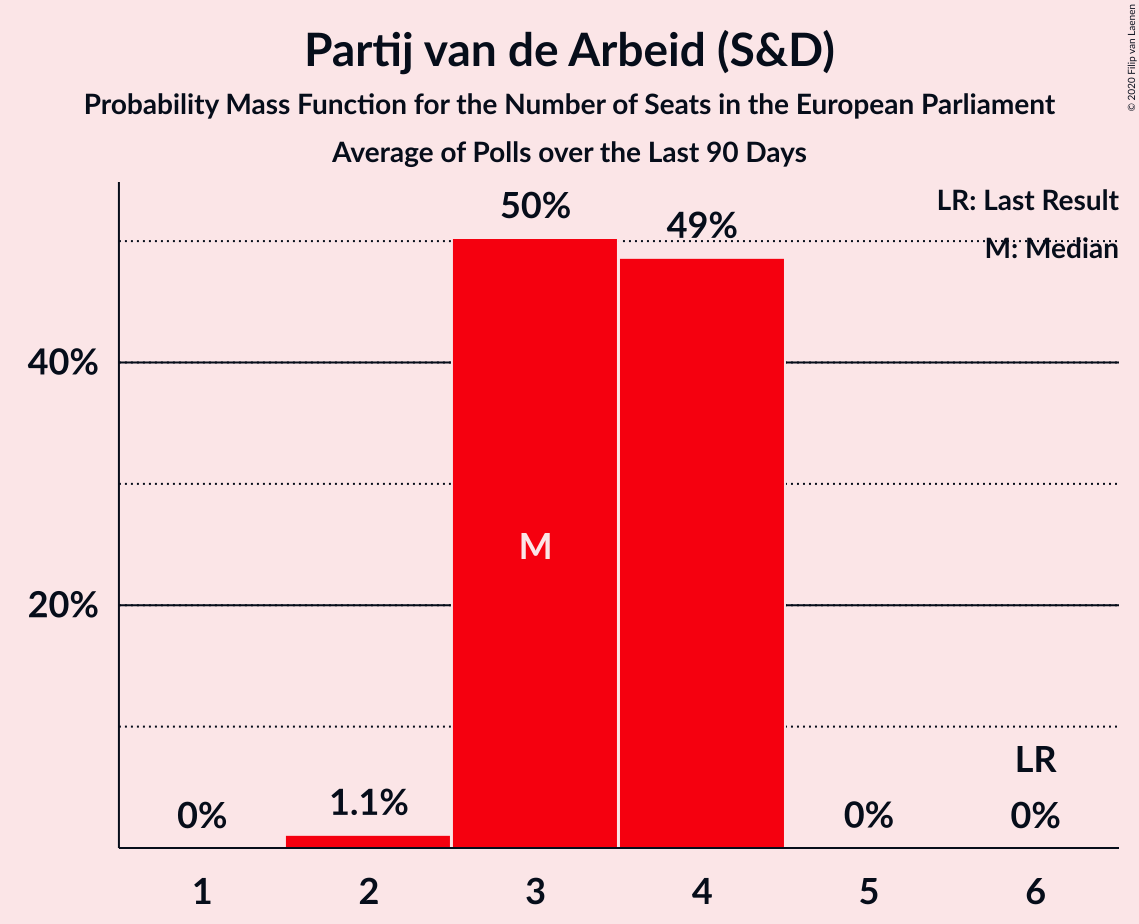 Partij van de Arbeid (S&D)
Probability Mass Function for the Number of Seats in the European Parliament
Average of Polls over the Last 90 Days
© 2020 Filip van Laenen
LR: Last Result
M: Median
50%
49%
40%
M
20%
LR
0%
1.1%
0%
0%
1
2
3
4
5
6